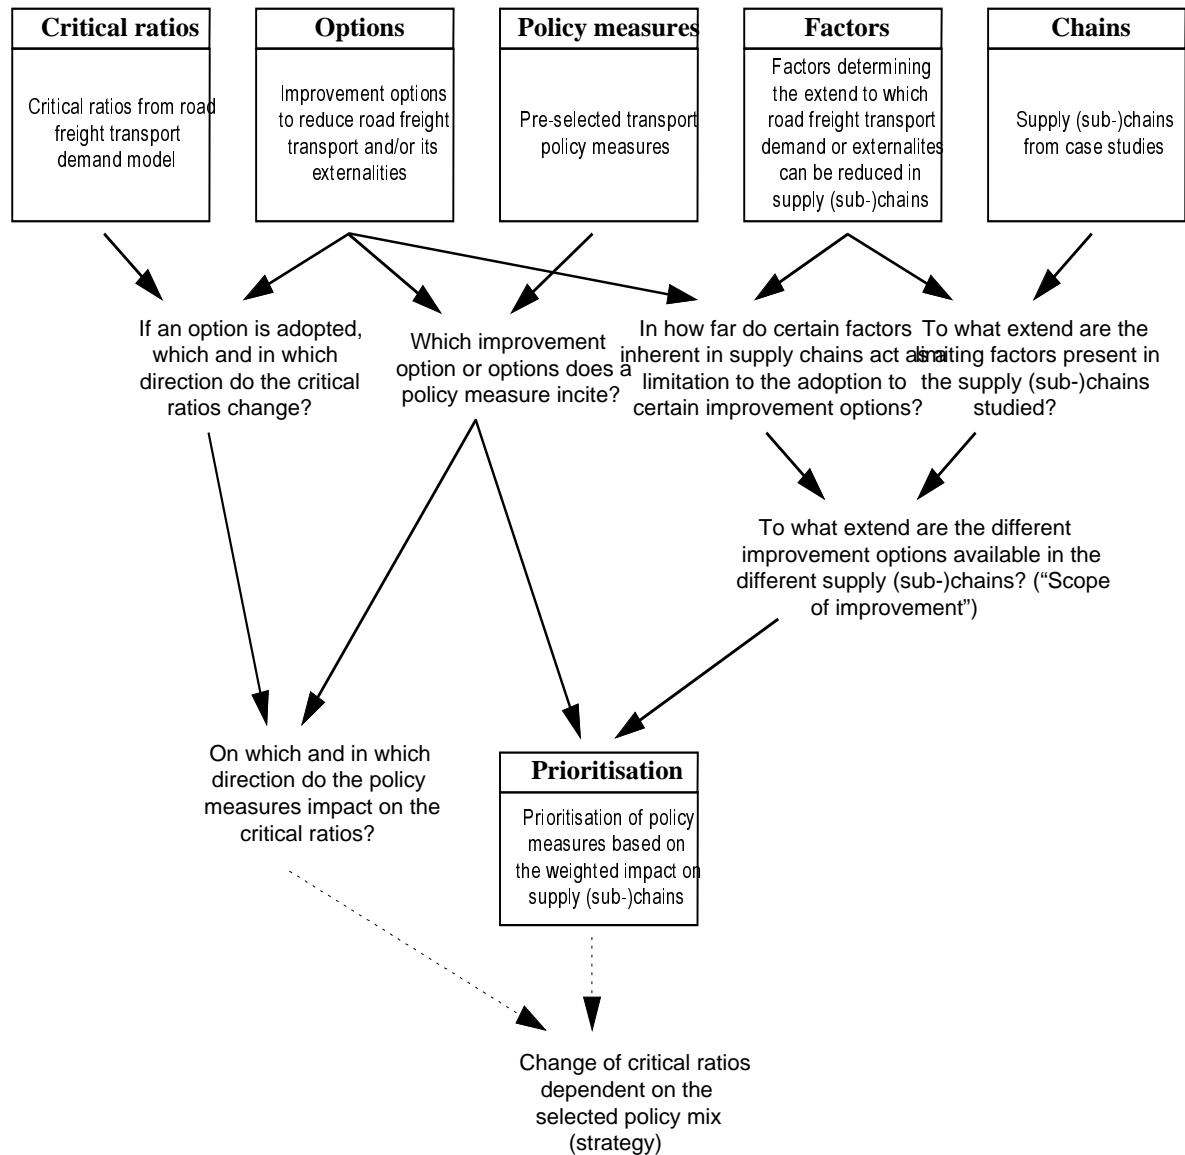 Critical ratios
Critical ratios from road
freight transport
demand model
Options
Improvement options
to reduce road freight
transport and/or its
externalities
Policy measures
Pre-selected transport
policy measures
Factors
Factors determining
the extend to which
road freight transport
demand or externalites
can be reduced in
supply (sub-)chains
Chains
Supply (sub-)chains
from case studies
If an option is adopted,
which and in which
direction do the critical
ratios change?
Which improvement
option or options does a
policy measure incite?
In how far do certain factors
inherent in supply chains act as a
limitation to the adoption to
certain improvement options?
To what extend are the
limiting factors present in
the supply (sub-)chains
studied?
To what extend are the different
improvement options available in the
different supply (sub-)chains? (“Scope
of improvement”)
On which and in which
direction do the policy
measures impact on the
critical ratios?
Prioritisation
Prioritisation of policy
measures based on
the weighted impact on
supply (sub-)chains
Change of critical ratios
dependent on the
selected policy mix
(strategy)